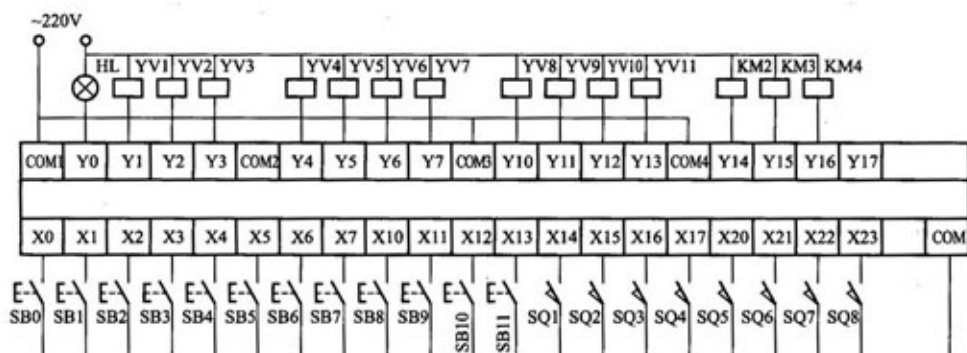 ~220V
HL YV1 YV2 YV3 YV4 YV5 YV6 YV7 YV8 YV9 YV10 YV11 KM2 KM3 KM4
COM1 Y0 Y1 Y2 Y3 COM2 Y4 Y5 Y6 Y7 COM3 Y10 Y11 Y12 Y13 COM4 Y14 Y15 Y16 Y17
X0 X1 X2 X3 X4 X5 X6 X7 X10 X11 X12 X13 X14 X15 X16 X17 X20 X21 X22 X23 COM
SB0 SB1 SB2 SB3 SB4 SB5 SB6 SB7 SB8 SB9 SB10 SB11 SQ1 SQ2 SQ3 SQ4 SQ5 SQ6 SQ7 SQ8